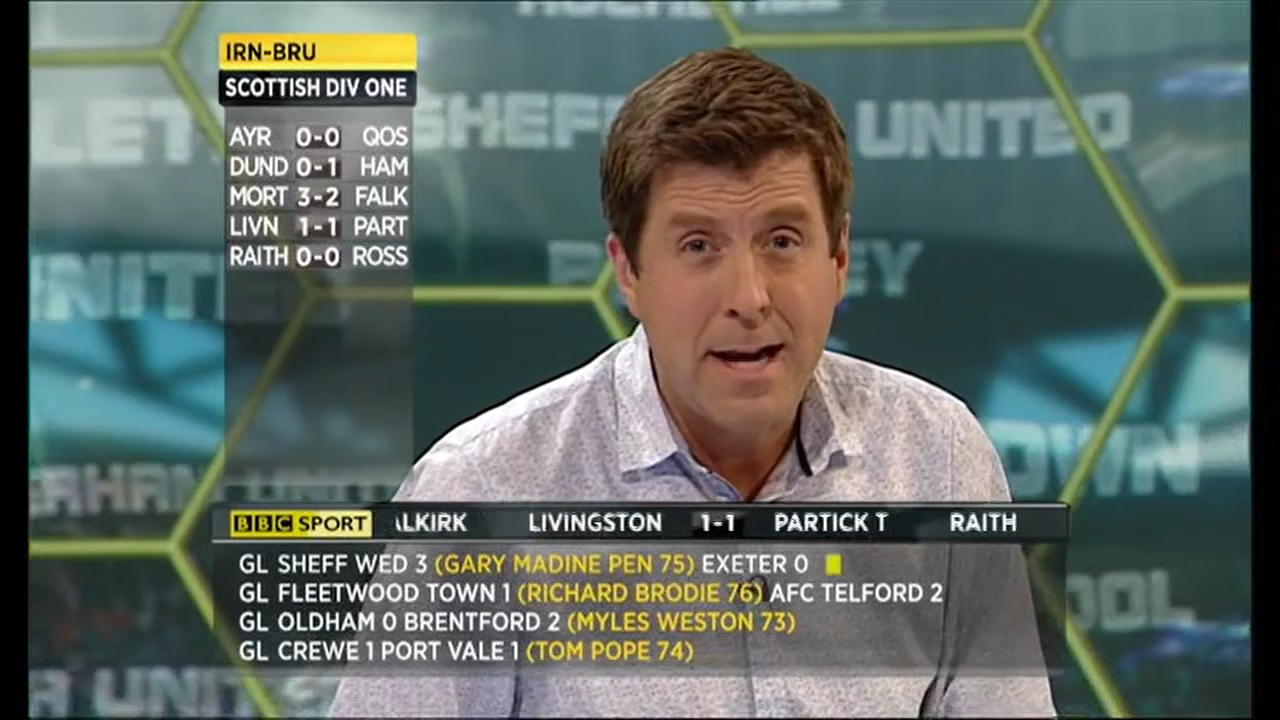 IRN-BRU
SCOTTISH DIV ONE
AYR 0-0 QOS
DUND 0-1 HAM
MORT 3-2 FALK
LIVN 1-1 PART
RAITH 0-0 ROSS
SHEFF UNITED
BBC SPORT ALKIRK LIVINGSTON 1-1 PARTICK T RAITH
GL SHEFF WED 3 (GARY MADINE PEN 75) EXETER 0
GL FLEETWOOD TOWN 1 (RICHARD BRODIE 76) AFC TELFORD 2
GL OLDHAM 0 BRENTFORD 2 (MYLES WESTON 73)
GL CREWE 1 PORT VALE 1 (TOM POPE 74)